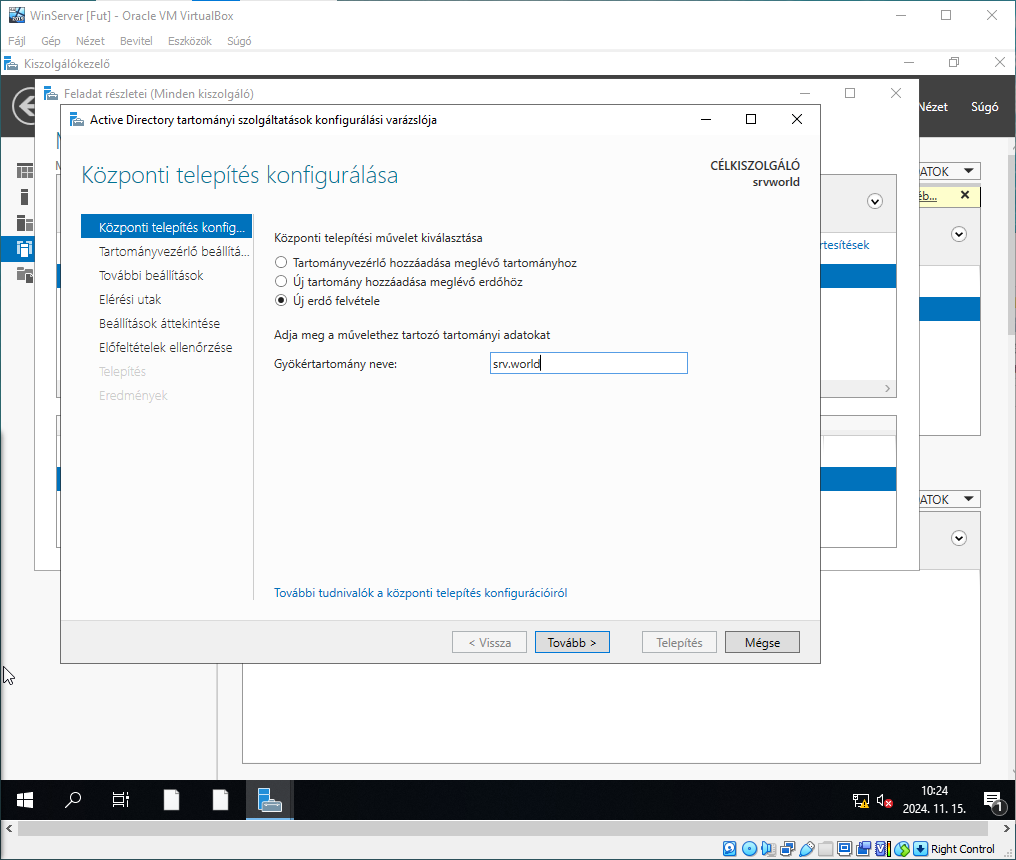 WinServer [Fut] - Oracle VM VirtualBox
Fájl Gép Nézet Bevitel Eszközök Súgó
Kiszolgálókezelő
Nézet Súgó
Feladat részletei (Minden kiszolgáló)
Active Directory tartományi szolgáltatások konfigurálási varázslója
Központi telepítés konfigurálása
CÉLKISZOLGÁLÓ
srvworld
Központi telepítés konfig...
Tartományvezérlő beállítá...
További beállítások
Elérési utak
Beállítások áttekintése
Előfeltételek ellenőrzése
Telepítés
Eredmények
Központi telepítési művelet kiválasztása
Tartományvezérlő hozzáadása meglévő tartományhoz
Új tartomány hozzáadása meglévő erdőhöz
Új erdő felvétele
Adja meg a művelethez tartozó tartományi adatokat
Gyökértartomány neve: srv.world
További tudnivalók a központi telepítés konfigurációiról
< Vissza Tovább > Telepítés Mégse
ATOK
éb...
rtesítések
ATOK
10:24
2024. 11. 15.
1
Right Control